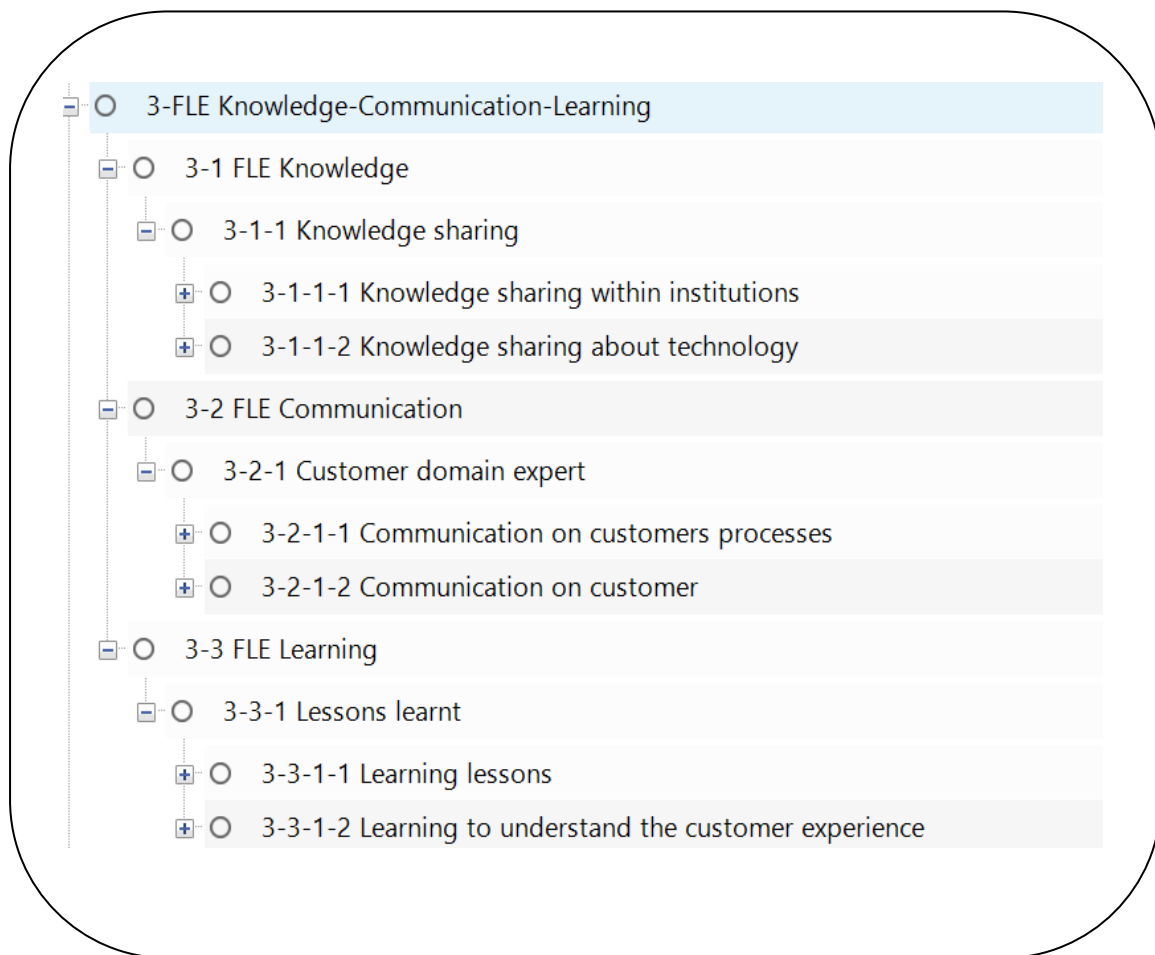 3-FLE Knowledge-Communication-Learning
3-1 FLE Knowledge
3-1-1 Knowledge sharing
3-1-1-1 Knowledge sharing within institutions
3-1-1-2 Knowledge sharing about technology
3-2 FLE Communication
3-2-1 Customer domain expert
3-2-1-1 Communication on customers processes
3-2-1-2 Communication on customer
3-3 FLE Learning
3-3-1 Lessons learnt
3-3-1-1 Learning lessons
3-3-1-2 Learning to understand the customer experience